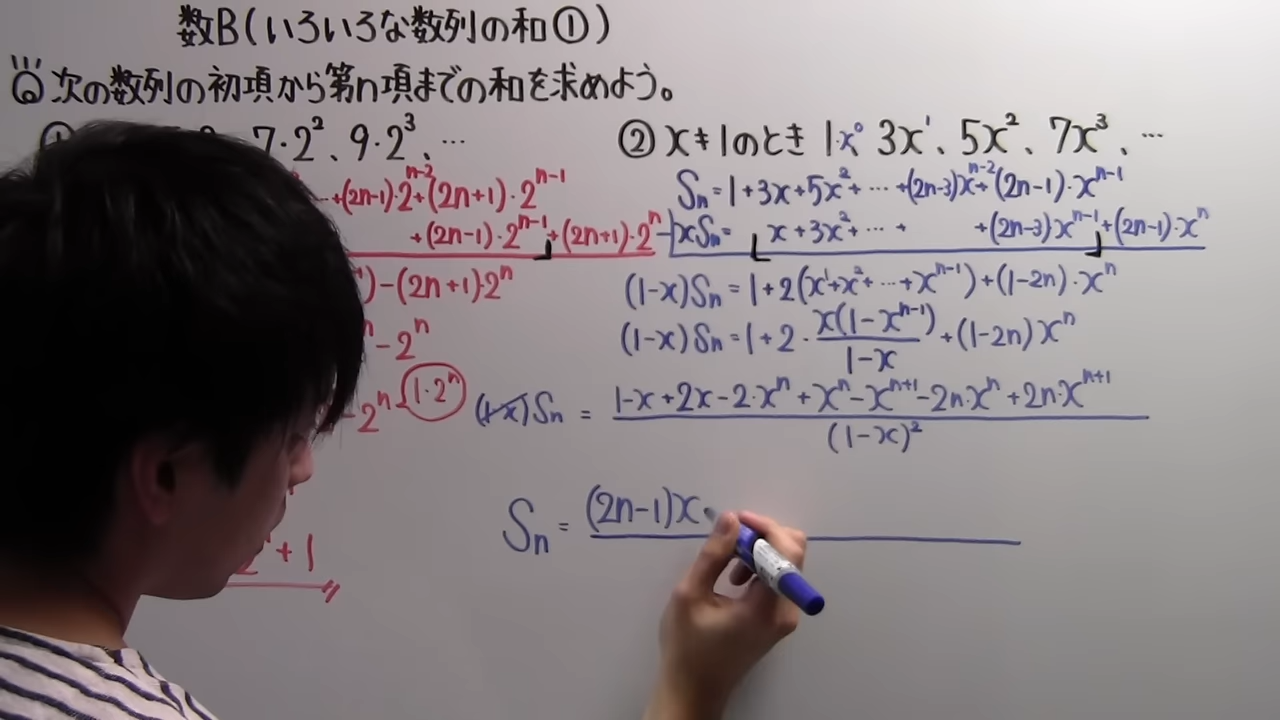 数B(いろいろな数列の和①)
Q 次の数列の初項から第n項までの和を求めよう。
7・2²、9・2³、…
…+(2n-1)・2ⁿ⁻²+(2n+1)・2ⁿ⁻¹
+(2n-1)・2ⁿ⁻¹+(2n+1)・2ⁿ
)-(2n+1)・2ⁿ
-2ⁿ
2ⁿ 1・2ⁿ
+1
② x≠1のとき 1・x⁰ 3x¹、5x²、7x³、…
Sₙ=1+3x+5x²+…+(2n-3)xⁿ⁻²+(2n-1)・xⁿ⁻¹
-)xSₙ= x+3x²+…+ +(2n-3)xⁿ⁻¹+(2n-1)・xⁿ
(1-x)Sₙ=1+2(x¹+x²+…+xⁿ⁻¹)+(1-2n)・xⁿ
(1-x)Sₙ=1+2・x(1-xⁿ⁻¹)/(1-x)+(1-2n)xⁿ
(1-x)Sₙ=(1-x+2x-2・xⁿ+xⁿ-xⁿ⁺¹-2n・xⁿ+2n・xⁿ⁺¹)/(1-x)²
Sₙ=(2n-1)x